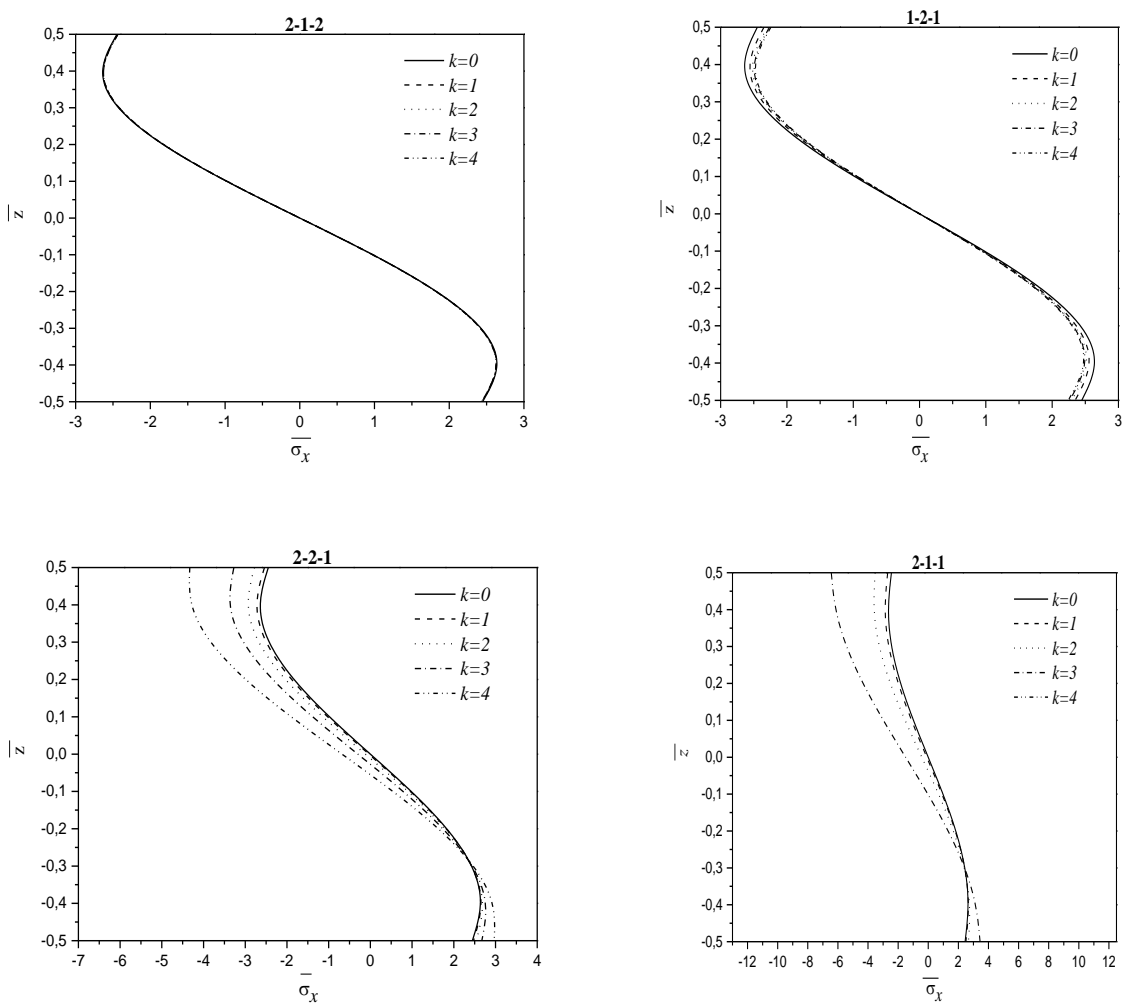 2-1-2
0,5
0,4
0,3
0,2
0,1
0,0
-0,1
-0,2
-0,3
-0,4
-0,5
-3 -2 -1 0 1 2 3
z
σx
k=0
k=1
k=2
k=3
k=4
1-2-1
0,5
0,4
0,3
0,2
0,1
0,0
-0,1
-0,2
-0,3
-0,4
-0,5
-3 -2 -1 0 1 2 3
z
σx
k=0
k=1
k=2
k=3
k=4
2-2-1
0,5
0,4
0,3
0,2
0,1
0,0
-0,1
-0,2
-0,3
-0,4
-0,5
-7 -6 -5 -4 -3 -2 -1 0 1 2 3 4
z
σx
k=0
k=1
k=2
k=3
k=4
2-1-1
0,5
0,4
0,3
0,2
0,1
0,0
-0,1
-0,2
-0,3
-0,4
-0,5
-12 -10 -8 -6 -4 -2 0 2 4 6 8 10 12
z
σx
k=0
k=1
k=2
k=3
k=4